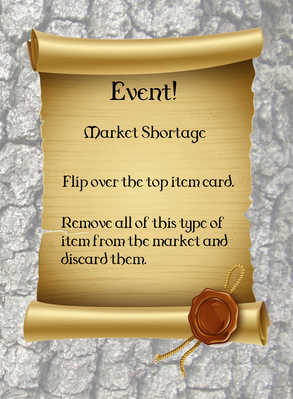 Event!
Market Shortage
Flip over the top item card.
Remove all of this type of
item from the market and
discard them.